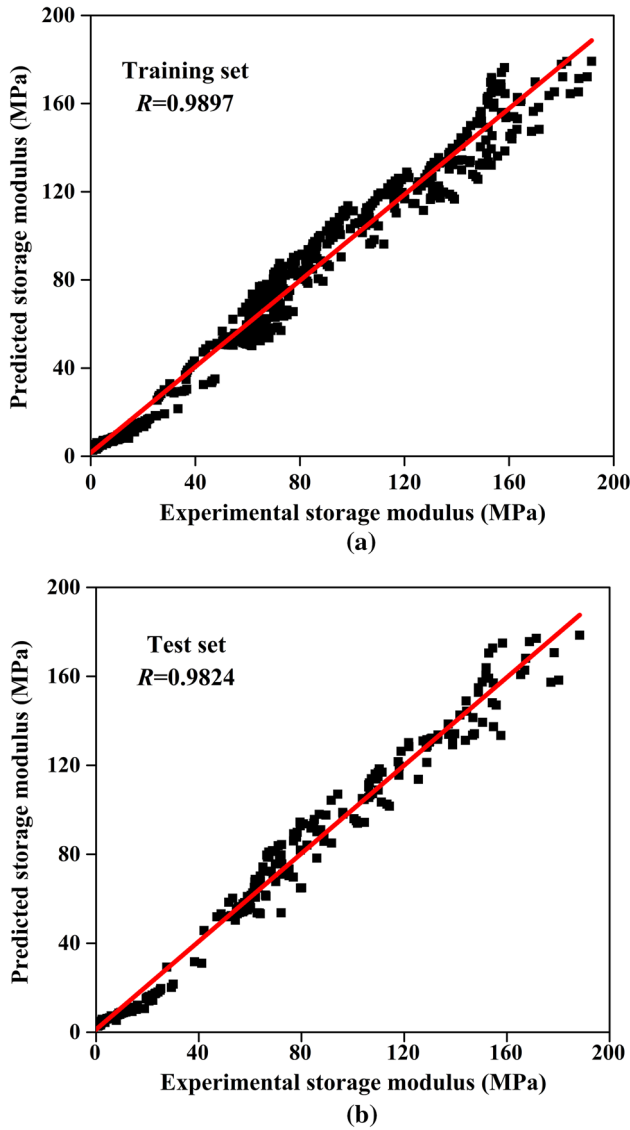 200
160
120
80
40
0
Predicted storage modulus (MPa)
Training set
R=0.9897
0 40 80 120 160 200
Experimental storage modulus (MPa)
(a)
200
160
120
80
40
0
Predicted storage modulus (MPa)
Test set
R=0.9824
0 40 80 120 160 200
Experimental storage modulus (MPa)
(b)